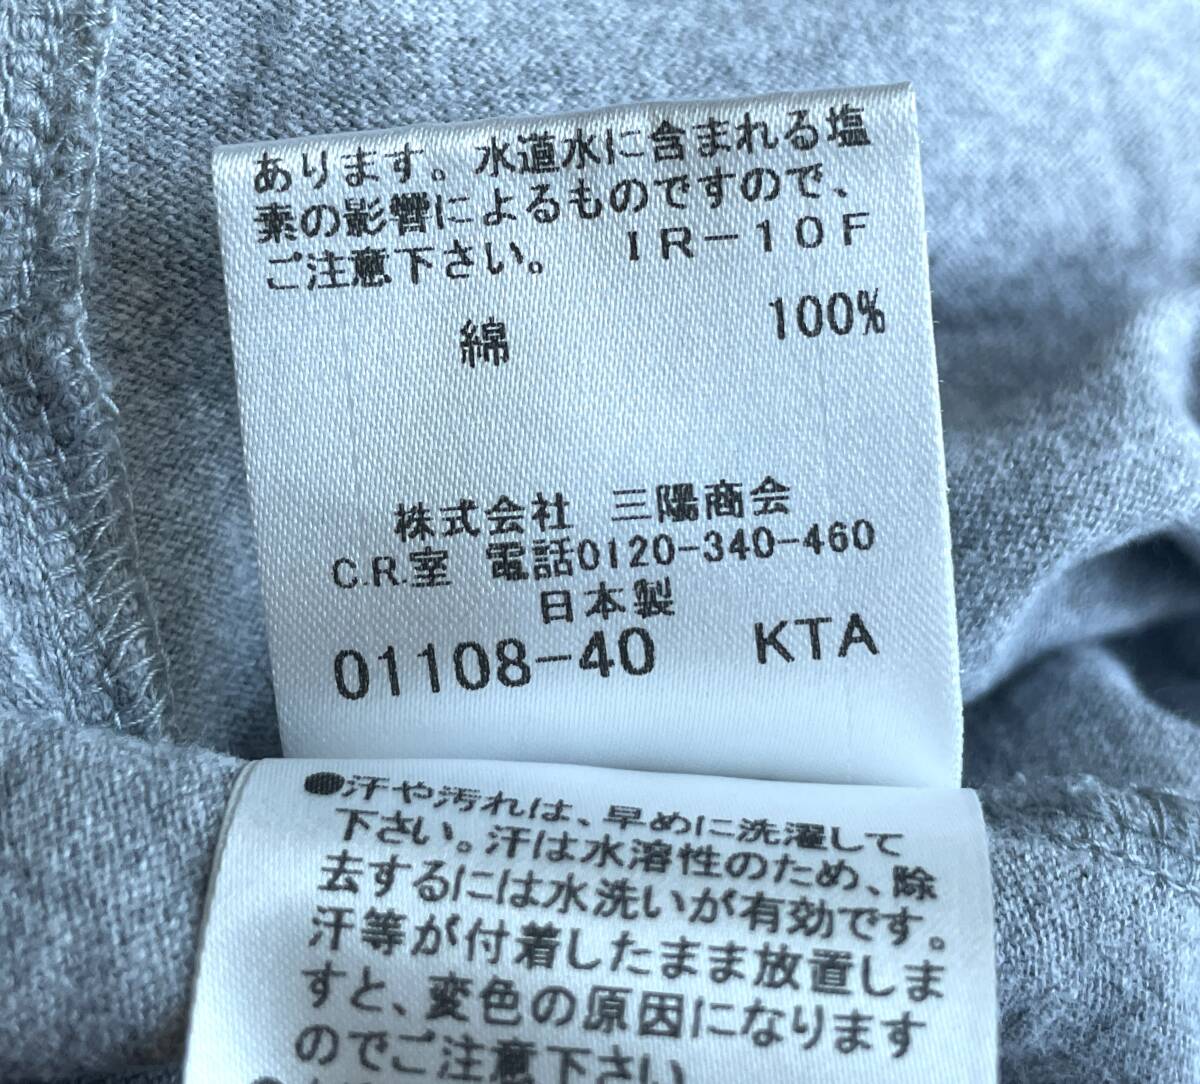 あります。水道水に含まれる塩
素の影響によるものですので、
ご注意下さい。 IR-10F
綿 100%
株式会社 三陽商会
C.R.室 電話0120-340-460
日本製
01108-40 KTA
●汗や汚れは、早めに洗濯して
下さい。汗は水溶性のため、除
去するには水洗いが有効です。
汗等が付着したまま放置しま
すと、変色の原因になります
のでご注意下さい